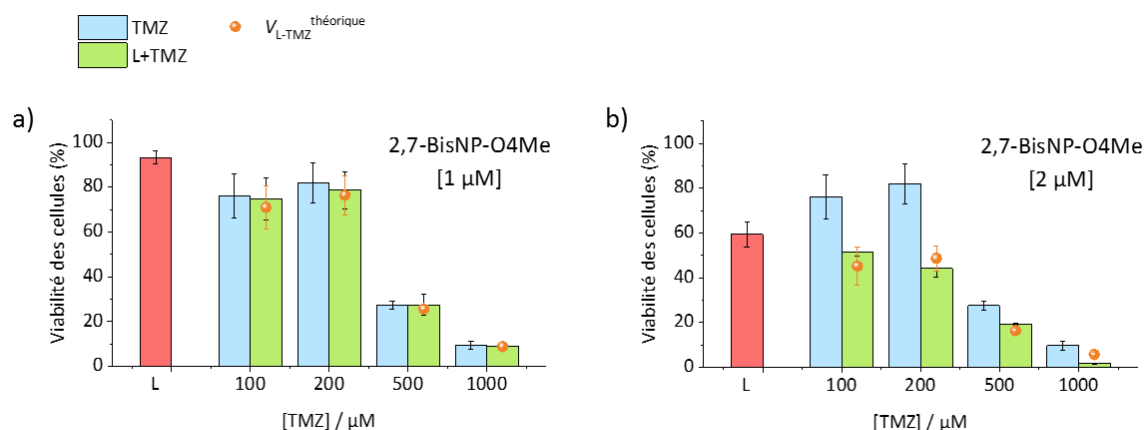 TMZ
L+TMZ
V L-TMZ théorique
a)
Viabilité des cellules (%)
100
80
60
40
20
0
2,7-BisNP-O4Me
[1 µM]
L
100
200
500
1000
[TMZ] / µM
b)
Viabilité des cellules (%)
100
80
60
40
20
0
2,7-BisNP-O4Me
[2 µM]
L
100
200
500
1000
[TMZ] / µM